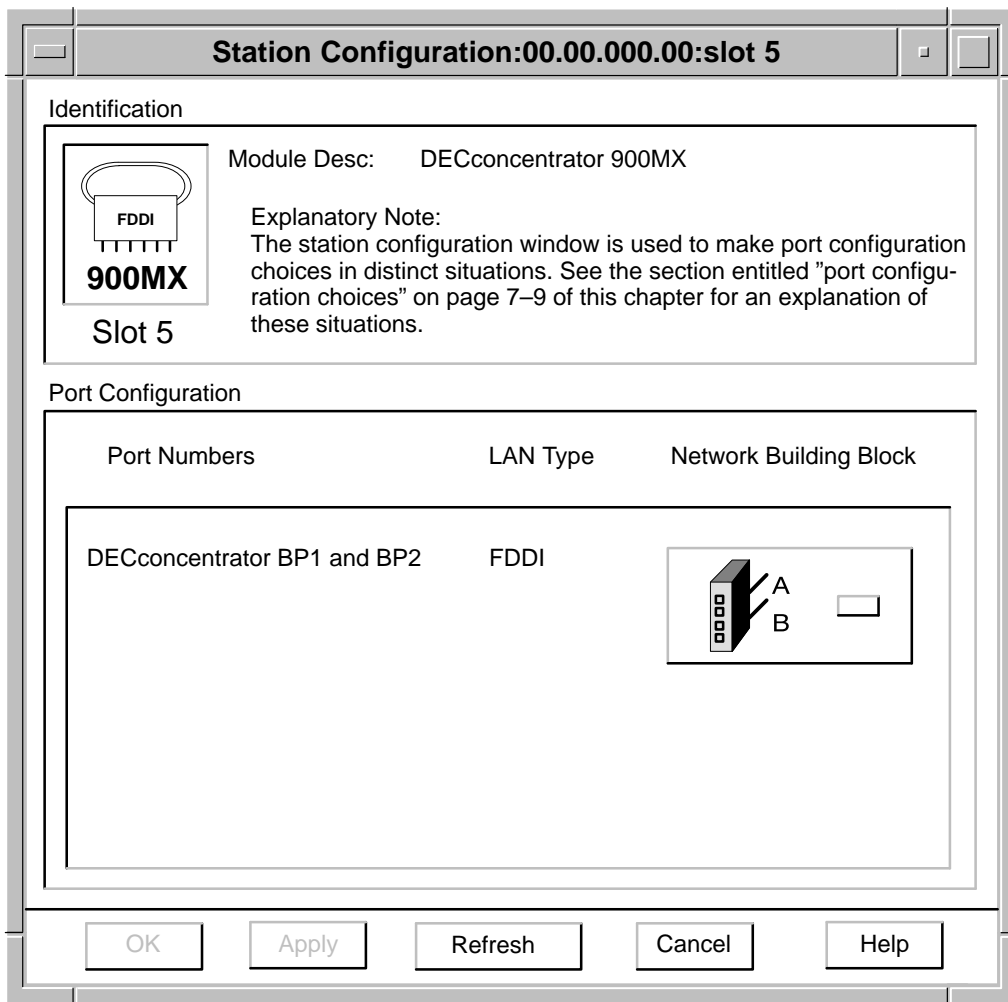 Station Configuration:00.00.000.00:slot 5
Identification
FDDI
900MX
Slot 5
Module Desc: DECconcentrator 900MX
Explanatory Note:
The station configuration window is used to make port configuration
choices in distinct situations. See the section entitled ”port configu-
ration choices” on page 7–9 of this chapter for an explanation of
these situations.
Port Configuration
Port Numbers LAN Type Network Building Block
DECconcentrator BP1 and BP2 FDDI
A
B
OK Apply Refresh Cancel Help